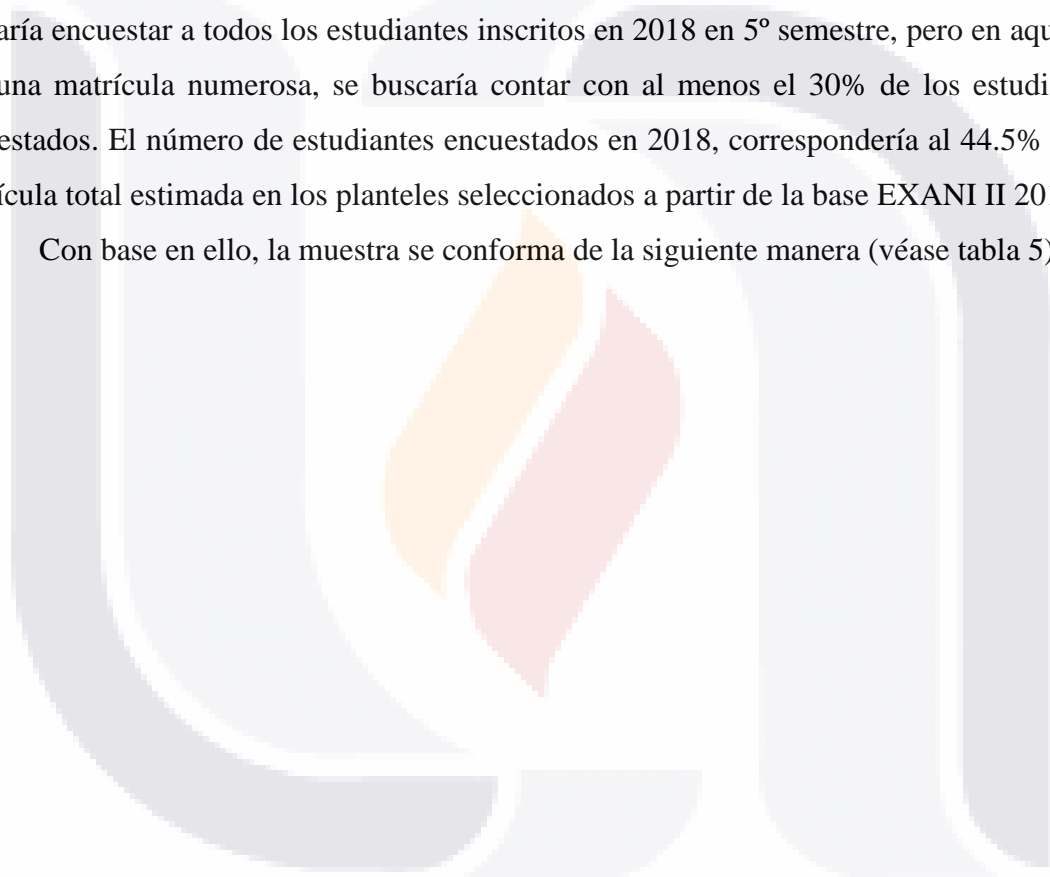 aría encuestar a todos los estudiantes inscritos en 2018 en 5º semestre, pero en aqu
una matrícula numerosa, se buscaría contar con al menos el 30% de los estudi
estados. El número de estudiantes encuestados en 2018, correspondería al 44.5%
ícula total estimada en los planteles seleccionados a partir de la base EXANI II 20
Con base en ello, la muestra se conforma de la siguiente manera (véase tabla 5)